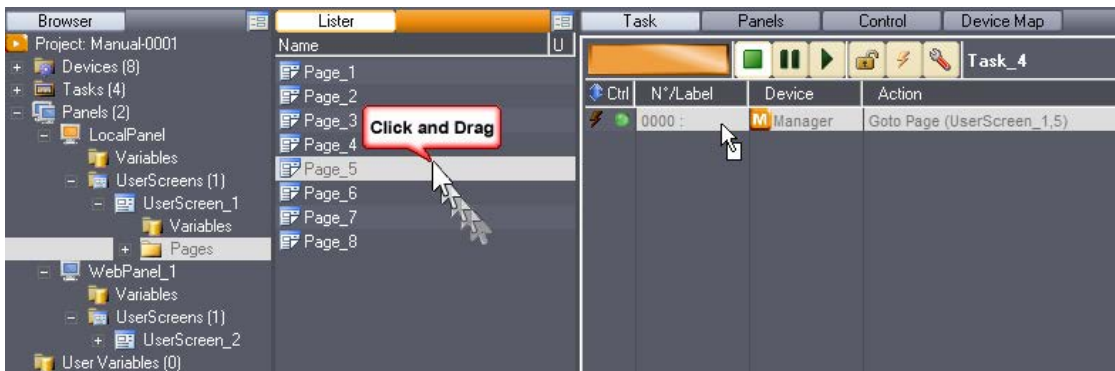 Browser
Project: Manual-0001
+ Devices (8)
+ Tasks (4)
- Panels (2)
- LocalPanel
Variables
- UserScreens (1)
- UserScreen_1
Variables
+ Pages
- WebPanel_1
Variables
- UserScreens (1)
+ UserScreen_2
User Variables (0)
Lister
Name U
Page_1
Page_2
Page_3
Page_4
Click and Drag
Page_5
Page_6
Page_7
Page_8
Task Panels Control Device Map
Task_4
Ctrl N°/Label Device Action
0000 : M Manager Goto Page (UserScreen_1,5)